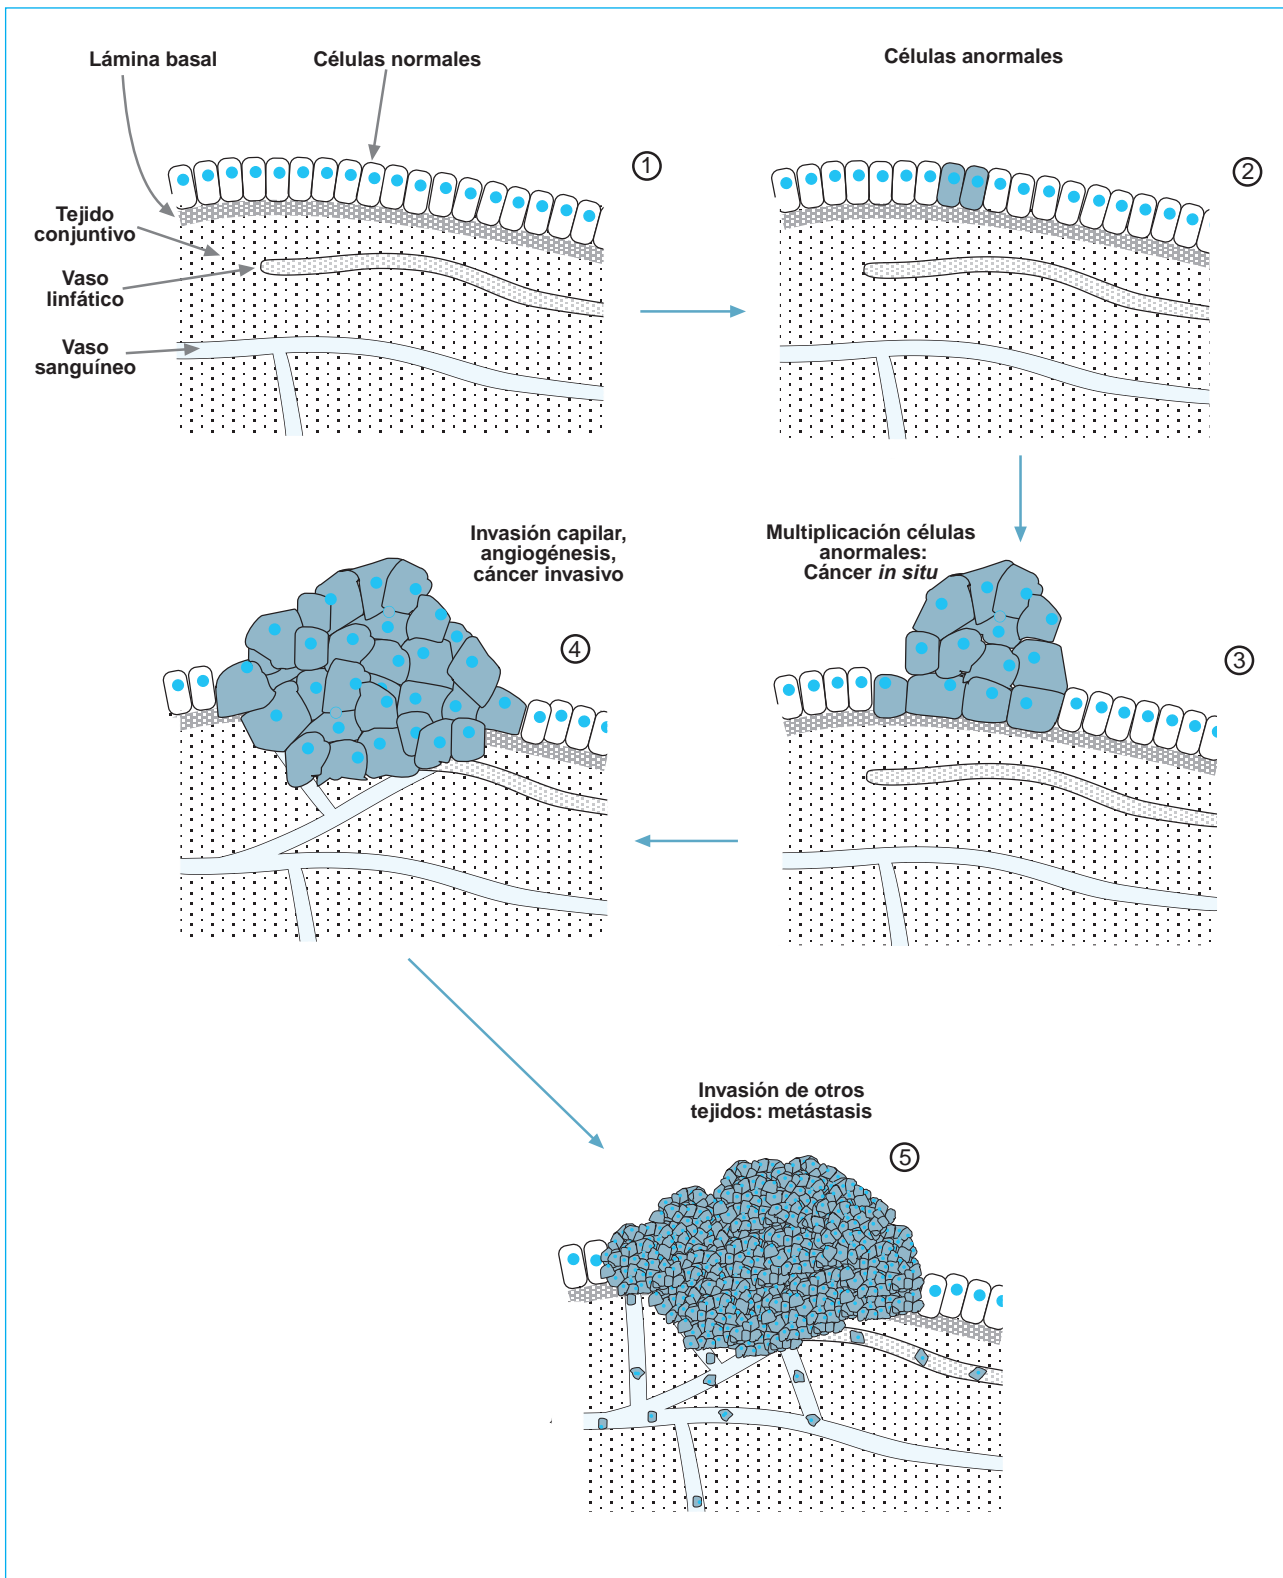 Lámina basal
Células normales
Células anormales
1
2
Tejido
conjuntivo
Vaso
linfático
Vaso
sanguíneo
Invasión capilar,
angiogénesis,
cáncer invasivo
4
Multiplicación células
anormales:
Cáncer in situ
3
Invasión de otros
tejidos: metástasis
5